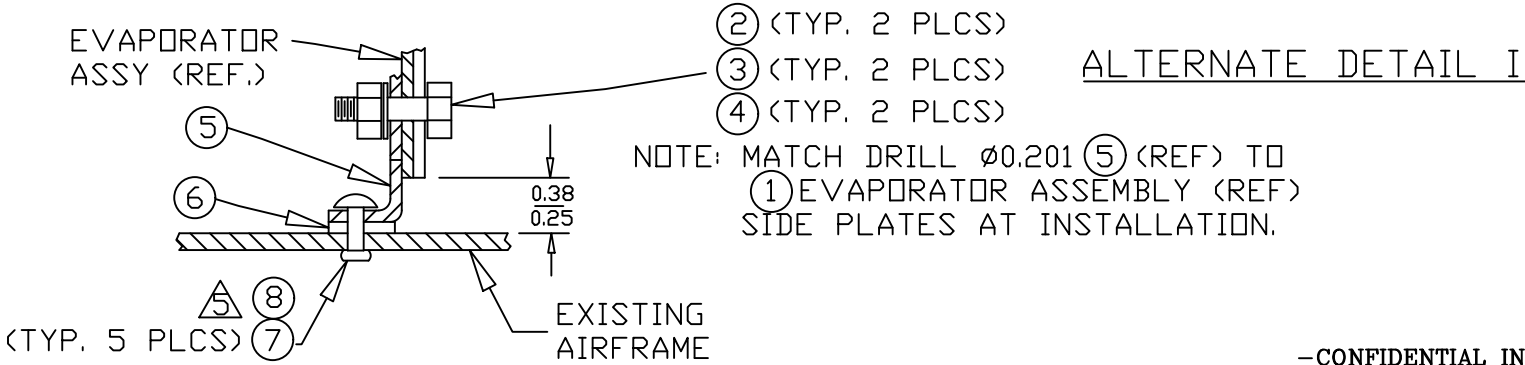 EVAPORATOR
ASSY (REF.)
2 (TYP. 2 PLCS)
3 (TYP. 2 PLCS)
4 (TYP. 2 PLCS)
ALTERNATE DETAIL I
5
6
0.38
0.25
NOTE: MATCH DRILL Ø0.201 5 (REF) TO
1 EVAPORATOR ASSEMBLY (REF)
SIDE PLATES AT INSTALLATION.
5 8
(TYP. 5 PLCS) 7
EXISTING
AIRFRAME
-CONFIDENTIAL IN